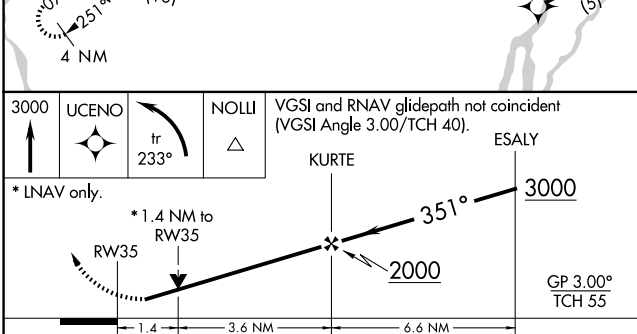 251°
4 NM
3000
UCENO
tr
233°
NOLLI
VGSI and RNAV glidepath not coincident
(VGSI Angle 3.00/TCH 40).
* LNAV only.
* 1.4 NM to
RW35
RW35
KURTE
ESALY
351°
3000
2000
GP 3.00°
TCH 55
1.4
3.6 NM
6.6 NM